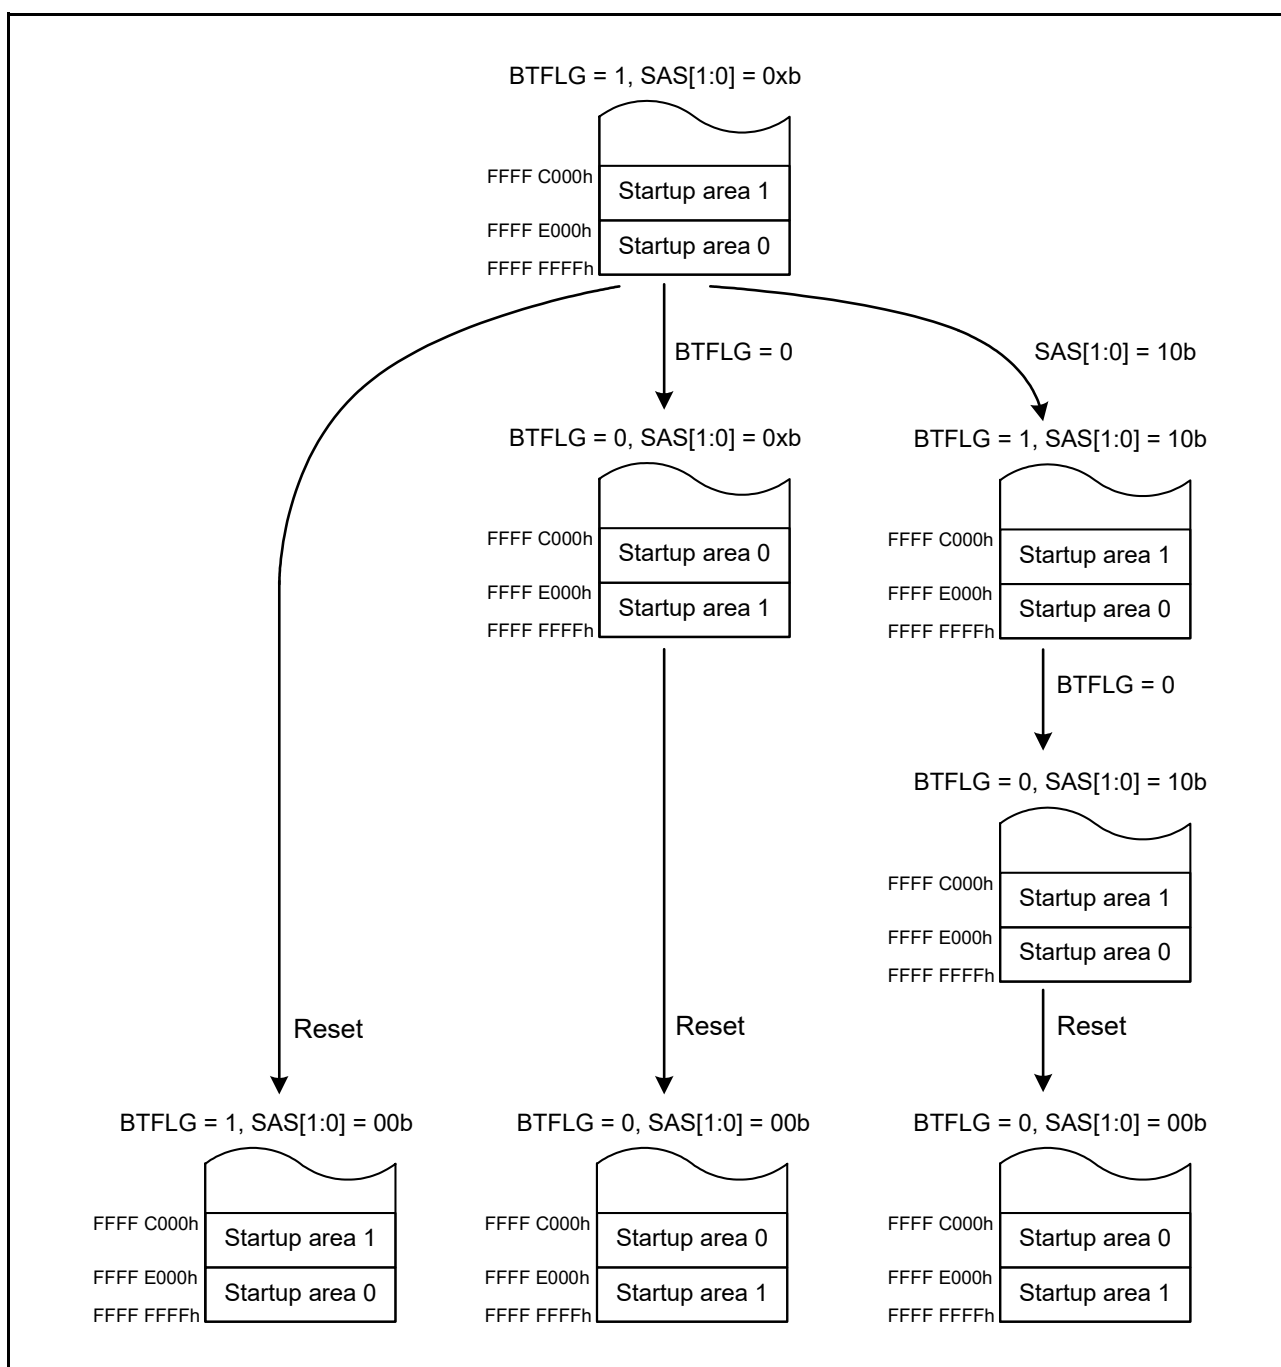 BTFLG = 1, SAS[1:0] = 0xb
FFFF C000h
Startup area 1
FFFF E000h
Startup area 0
FFFF FFFFh
BTFLG = 0
SAS[1:0] = 10b
BTFLG = 0, SAS[1:0] = 0xb
FFFF C000h
Startup area 0
FFFF E000h
Startup area 1
FFFF FFFFh
BTFLG = 1, SAS[1:0] = 10b
FFFF C000h
Startup area 1
FFFF E000h
Startup area 0
FFFF FFFFh
BTFLG = 0
BTFLG = 0, SAS[1:0] = 10b
FFFF C000h
Startup area 1
FFFF E000h
Startup area 0
FFFF FFFFh
Reset
Reset
Reset
BTFLG = 1, SAS[1:0] = 00b
FFFF C000h
Startup area 1
FFFF E000h
Startup area 0
FFFF FFFFh
BTFLG = 0, SAS[1:0] = 00b
FFFF C000h
Startup area 0
FFFF E000h
Startup area 1
FFFF FFFFh
BTFLG = 0, SAS[1:0] = 00b
FFFF C000h
Startup area 0
FFFF E000h
Startup area 1
FFFF FFFFh